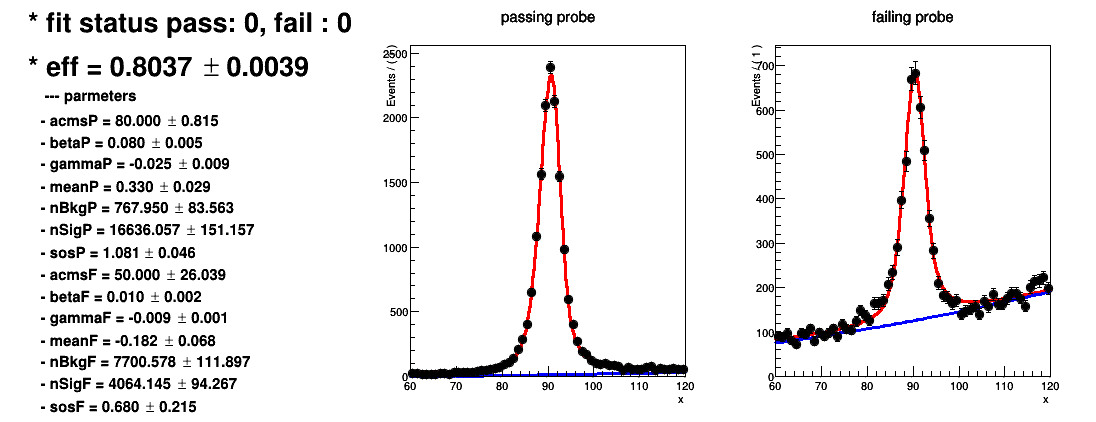 * fit status pass: 0, fail : 0
* eff = 0.8037 ± 0.0039
--- parmeters
- acmsP = 80.000 ± 0.815
- betaP = 0.080 ± 0.005
- gammaP = -0.025 ± 0.009
- meanP = 0.330 ± 0.029
- nBkgP = 767.950 ± 83.563
- nSigP = 16636.057 ± 151.157
- sosP = 1.081 ± 0.046
- acmsF = 50.000 ± 26.039
- betaF = 0.010 ± 0.002
- gammaF = -0.009 ± 0.001
- meanF = -0.182 ± 0.068
- nBkgF = 7700.578 ± 111.897
- nSigF = 4064.145 ± 94.267
- sosF = 0.680 ± 0.215
passing probe
Events / (
2500
2000
1500
1000
500
0
60 70 80 90 100 110 120
x
failing probe
Events / ( 1 )
700
600
500
400
300
200
100
0
60 70 80 90 100 110 120
x